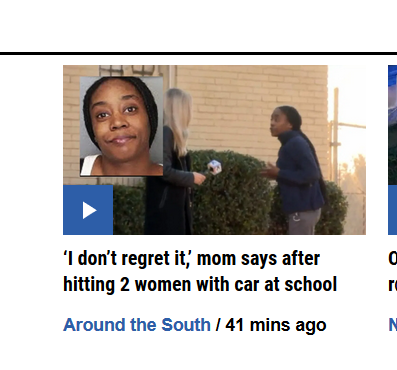 ‘I don’t regret it,’ mom says after
hitting 2 women with car at school
Around the South / 41 mins ago